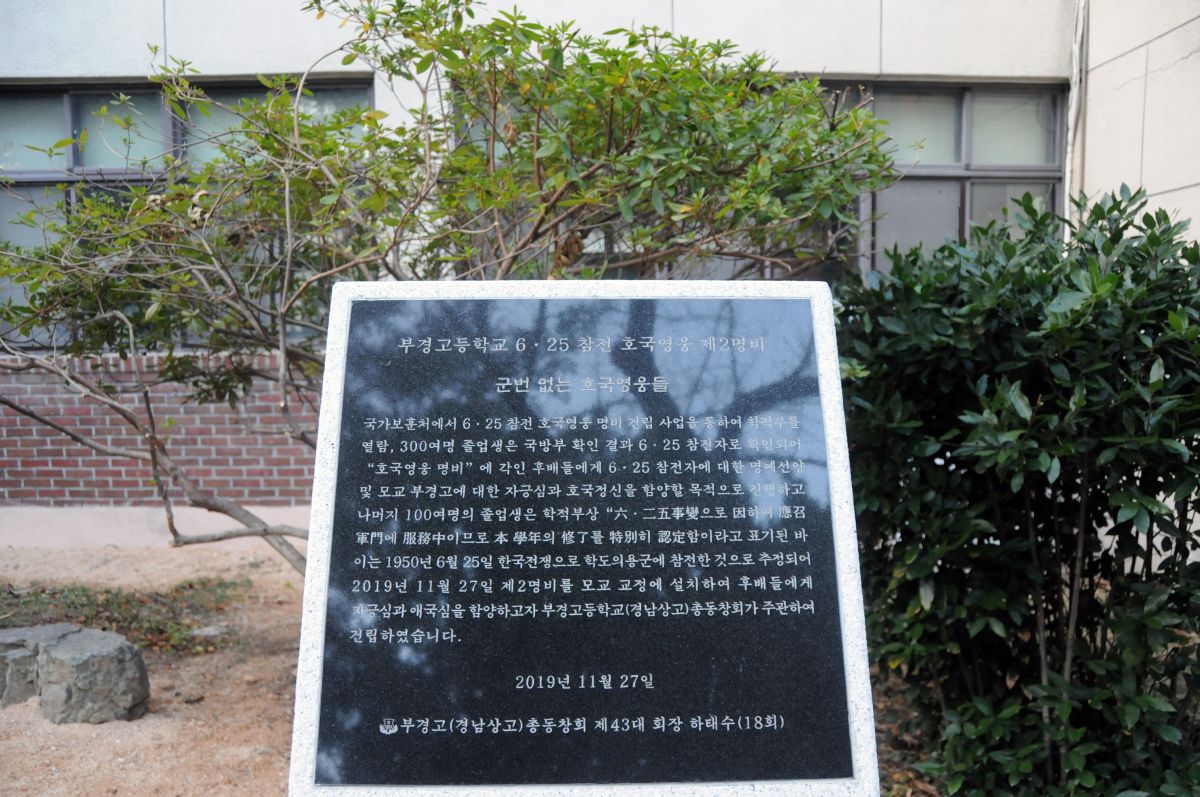 부경고등학교 6 · 25 참전 호국영웅 제2명비
군번 없는 호국영웅들
국가보훈처에서 6 · 25 참전 호국영웅 명비 건립 사업을 통하여 학적부를
열람, 300여명 졸업생은 국방부 확인 결과 6 · 25 참전자로 확인되어
“호국영웅 명비” 에 각인 후배들에게 6 · 25 참전자에 대한 명예선양
및 모교 부경고에 대한 자긍심과 호국정신을 함양할 목적으로 진행하고
나머지 100여명의 졸업생은 학적부상 “六 · 二五事變으로 因하여 應召
軍門에 服務中이므로 本 學年의 修了를 特別히 認定함이라고 표기된 바
이는 1950년 6월 25일 한국전쟁으로 학도의용군에 참전한 것으로 추정되어
2019년 11월 27일 제2명비를 모교 교정에 설치하여 후배들에게
자긍심과 애국심을 함양하고자 부경고등학교(경남상고)총동창회가 주관하여
건립하였습니다.
2019년 11월 27일
부경고(경남상고)총동창회 제43대 회장 하태수(18회)